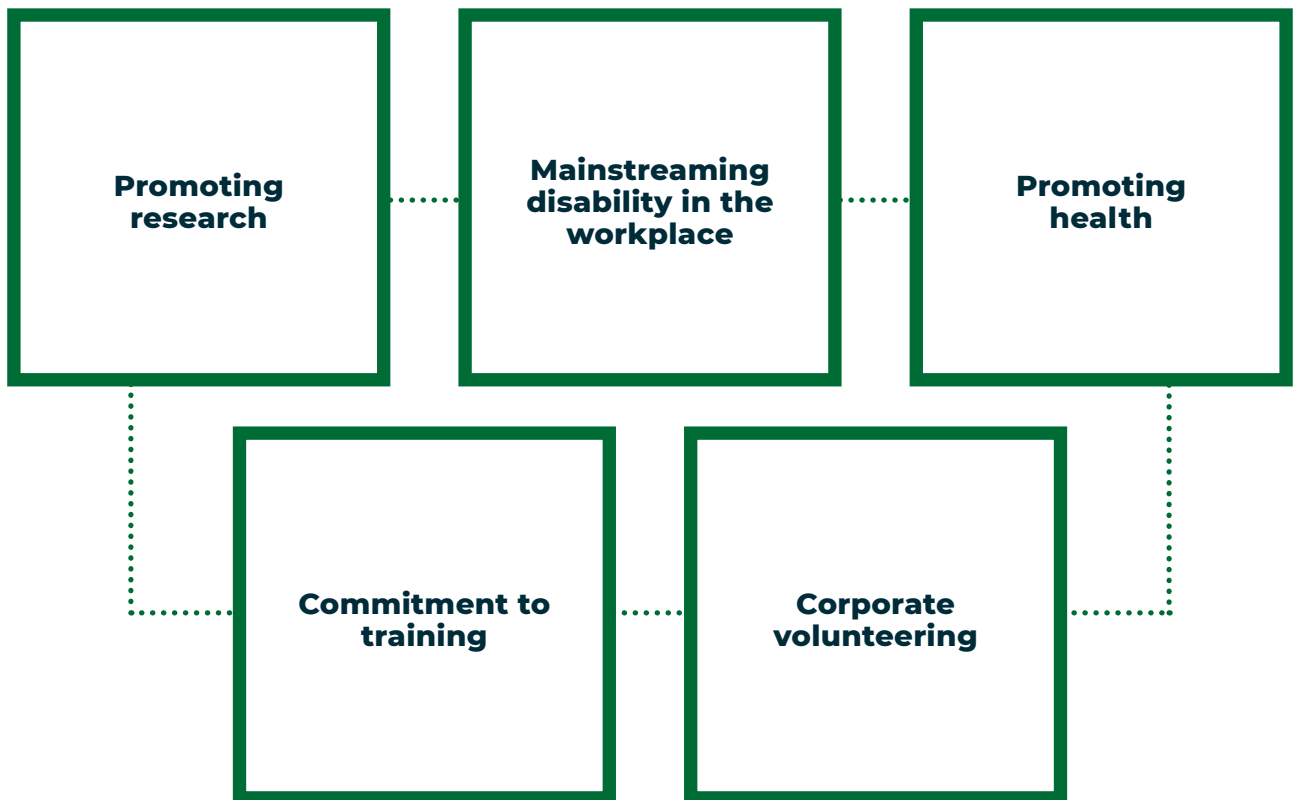 Promoting
research
Mainstreaming
disability in the
workplace
Promoting
health
Commitment to
training
Corporate
volunteering